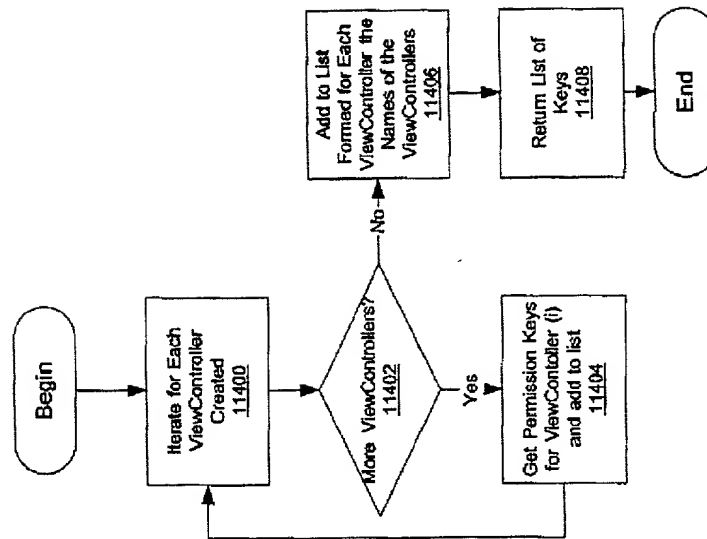 Begin
Iterate for Each
ViewController
Created
11400
More ViewControllers?
11402
Yes
Get Permission Keys
for ViewContoller (i)
and add to list
11404
No
Add to List
Formed for Each
ViewController the
Names of the
ViewControllers
11406
Return List of
Keys
11408
End